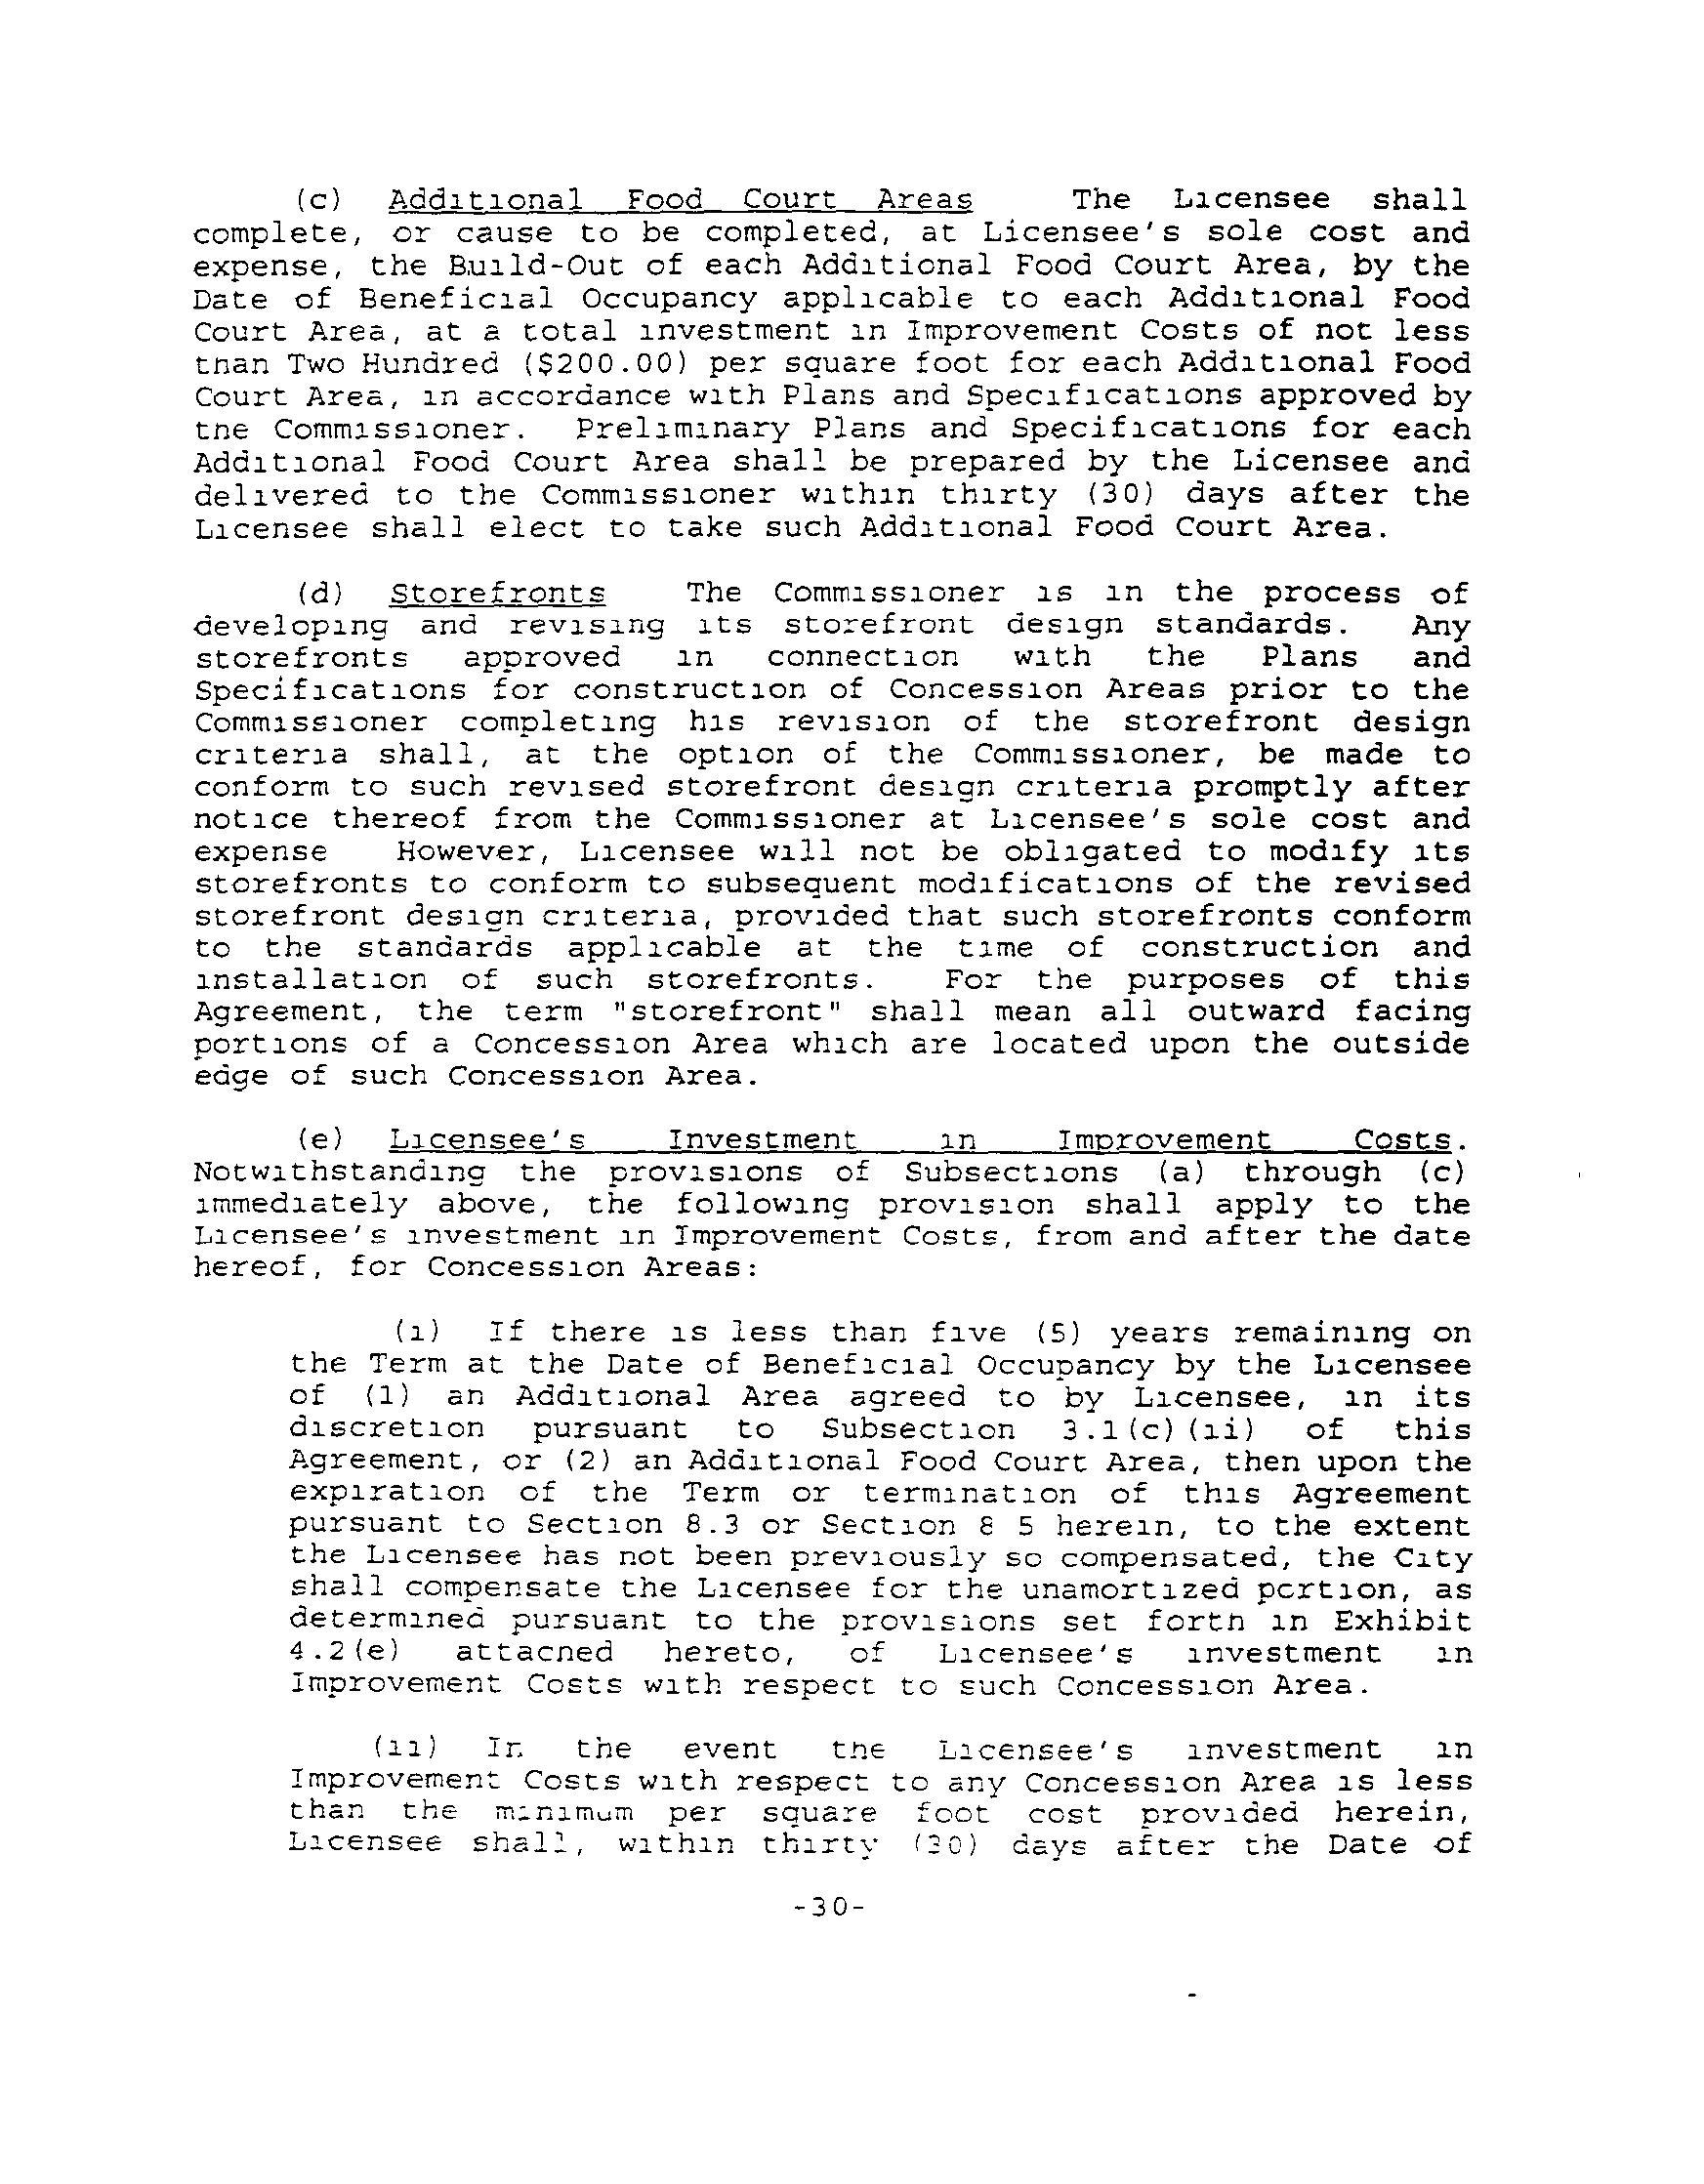 (c) Additional Food Court Areas The Licensee shall
complete, or cause to be completed, at Licensee's sole cost and
expense, the Build-Out of each Additional Food Court Area, by the
Date of Beneficial Occupancy applicable to each Additional Food
Court Area, at a total investment in Improvement Costs of not less
than Two Hundred ($200.00) per square foot for each Additional Food
Court Area, in accordance with Plans and Specifications approved by
the Commissioner. Preliminary Plans and Specifications for each
Additional Food Court Area shall be prepared by the Licensee and
delivered to the Commissioner within thirty (30) days after the
Licensee shall elect to take such Additional Food Court Area.
(d) Storefronts The Commissioner is in the process of
developing and revising its storefront design standards. Any
storefronts approved in connection with the Plans and
Specifications for construction of Concession Areas prior to the
Commissioner completing his revision of the storefront design
criteria shall, at the option of the Commissioner, be made to
conform to such revised storefront design criteria promptly after
notice thereof from the Commissioner at Licensee's sole cost and
expense However, Licensee will not be obligated to modify its
storefronts to conform to subsequent modifications of the revised
storefront design criteria, provided that such storefronts conform
to the standards applicable at the time of construction and
installation of such storefronts. For the purposes of this
Agreement, the term "storefront" shall mean all outward facing
portions of a Concession Area which are located upon the outside
edge of such Concession Area.
(e) Licensee's Investment in Improvement Costs.
Notwithstanding the provisions of Subsections (a) through (c)
immediately above, the following provision shall apply to the
Licensee's investment in Improvement Costs, from and after the date
hereof, for Concession Areas:
(i) If there is less than five (5) years remaining on
the Term at the Date of Beneficial Occupancy by the Licensee
of (1) an Additional Area agreed to by Licensee, in its
discretion pursuant to Subsection 3.1(c)(ii) of this
Agreement, or (2) an Additional Food Court Area, then upon the
expiration of the Term or termination of this Agreement
pursuant to Section 8.3 or Section 8 5 herein, to the extent
the Licensee has not been previously so compensated, the City
shall compensate the Licensee for the unamortized portion, as
determined pursuant to the provisions set forth in Exhibit
4.2(e) attached hereto, of Licensee's investment in
Improvement Costs with respect to such Concession Area.
(ii) In the event the Licensee's investment in
Improvement Costs with respect to any Concession Area is less
than the minimum per square foot cost provided herein,
Licensee shall, within thirty (30) days after the Date of
-30-